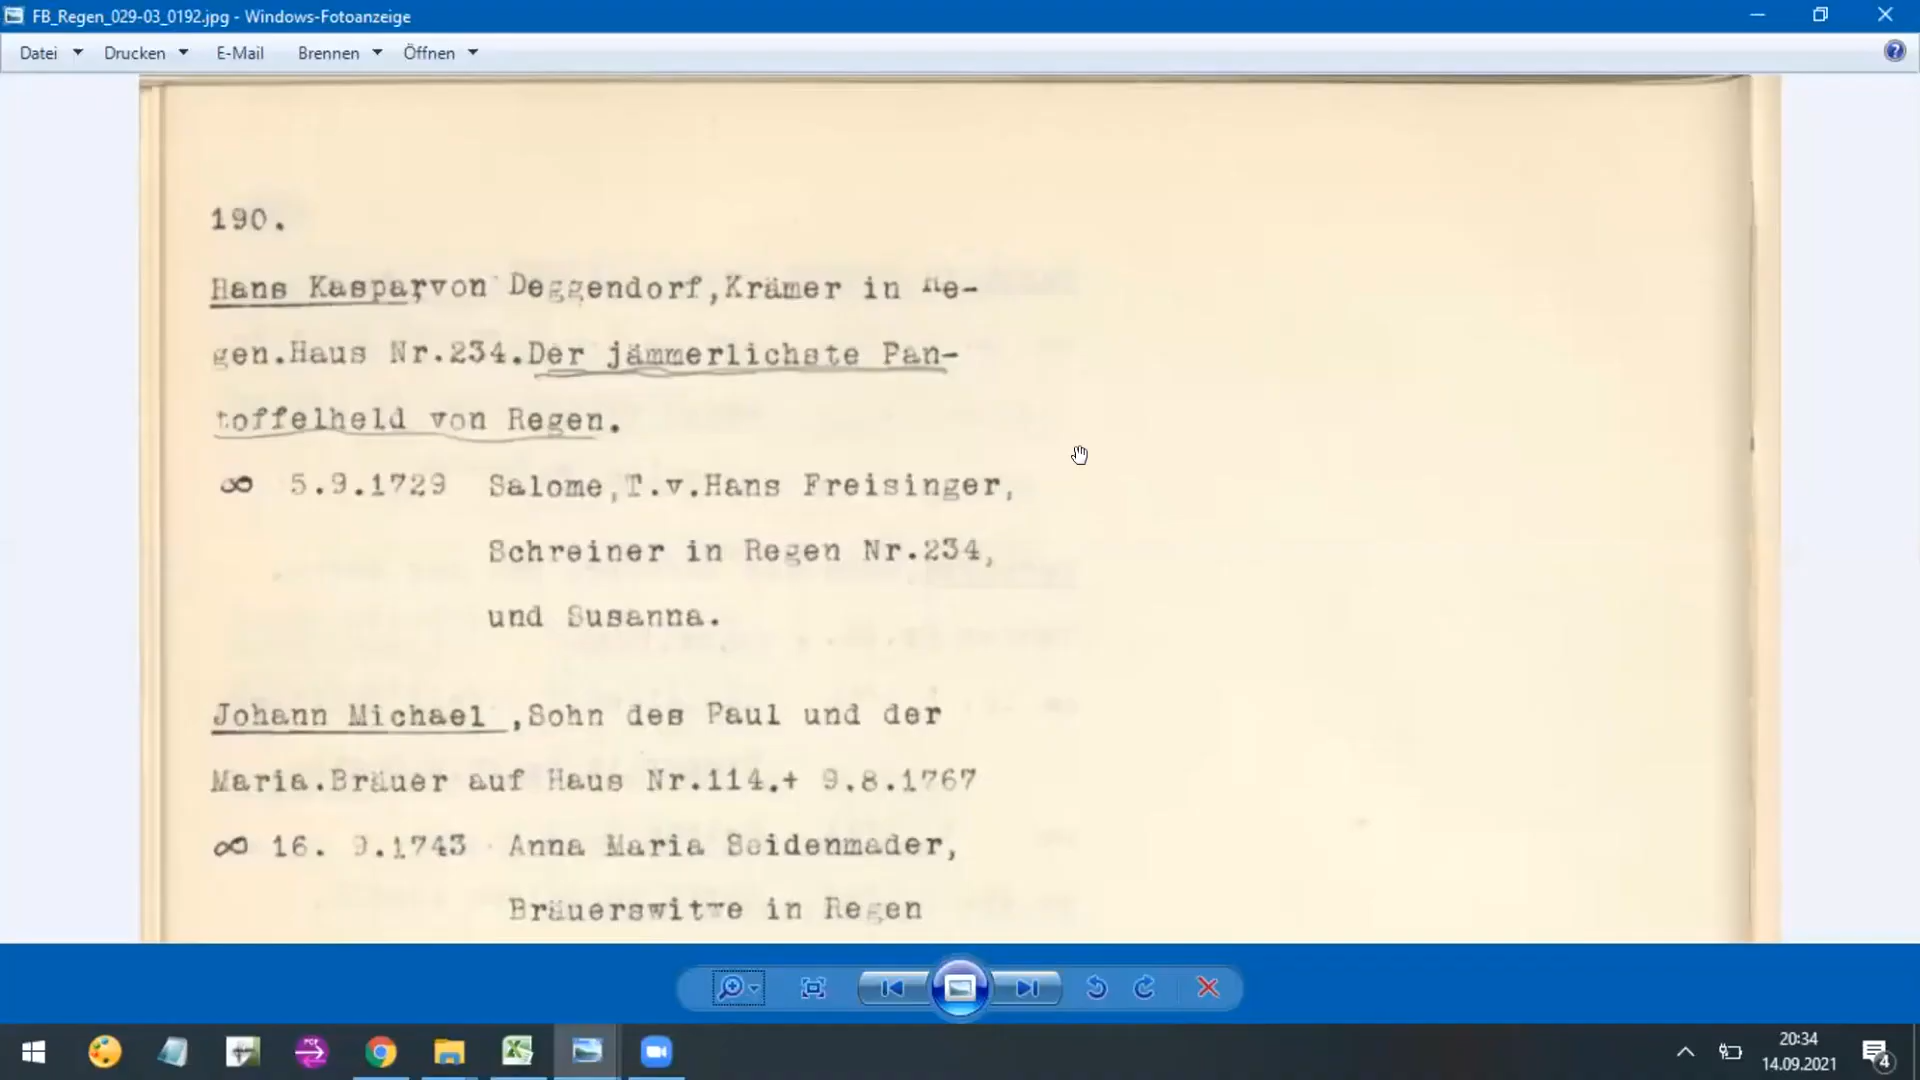 FB_Regen_029-03_0192.jpg - Windows-Fotoanzeige
Datei Drucken E-Mail Brennen Öffnen
190.
Hans Kaspar,von Deggendorf,Krämer in Re-
gen.Haus Nr.234.Der jämmerlichste Pan-
toffelheld von Regen.
∞ 5.9.1729 Salome,T.v.Hans Freisinger,
Schreiner in Regen Nr.234,
und Susanna.
Johann Michael ,Sohn des Paul und der
Maria.Bräuer auf Haus Nr.114.+ 9.8.1767
∞ 16. 9.1743 Anna Maria Seidenmader,
Bräuerswitwe in Regen
20:34
14.09.2021
4